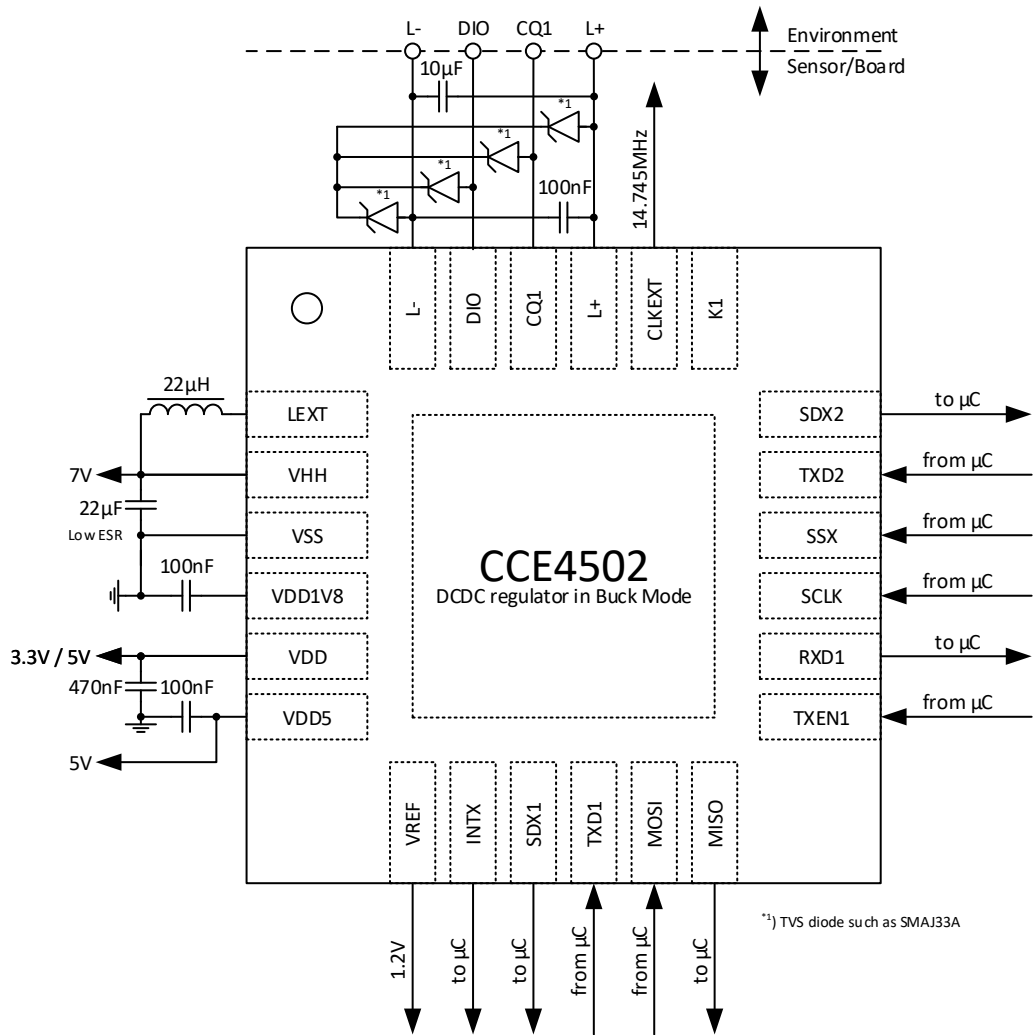 L-
DIO
CQ1
L+
Environment
Sensor/Board
10µF
*1
*1
*1
*1
100nF
14.745MHz
L-
DIO
CQ1
L+
CLKEXT
K1
22µH
LEXT
7V
VHH
22µF
Low ESR
VSS
100nF
VDD1V8
3.3V / 5V
VDD
470nF
100nF
VDD5
5V
CCE4502
DCDC regulator in Buck Mode
SDX2
to µC
TXD2
from µC
SSX
from µC
SCLK
from µC
RXD1
to µC
TXEN1
from µC
VREF
INTX
SDX1
TXD1
MOSI
MISO
1.2V
to µC
to µC
from µC
from µC
to µC
*1) TVS diode such as SMAJ33A